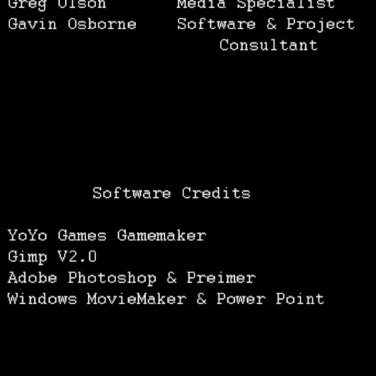 Greg Olson Media Specialist
Gavin Osborne Software & Project
Consultant
Software Credits
YoYo Games Gamemaker
Gimp V2.0
Adobe Photoshop & Preimer
Windows MovieMaker & Power Point